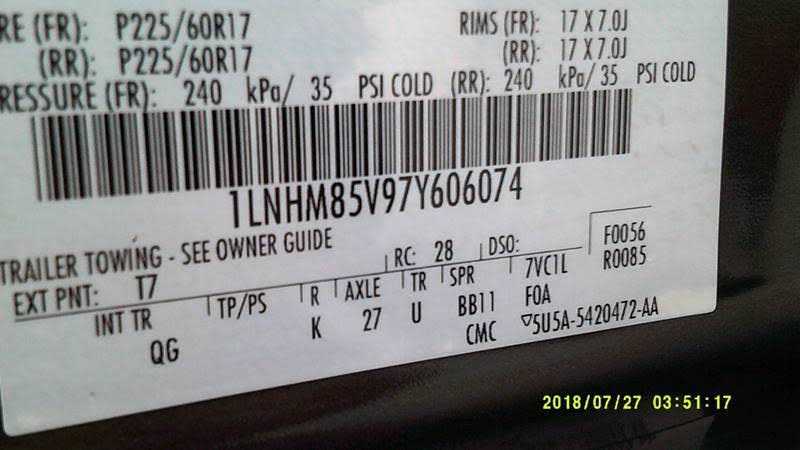 RE (FR): P225/60R17 RIMS (FR): 17 X 7.0J
(RR): P225/60R17 (RR): 17 X 7.0J
RESSURE (FR): 240 kPa/ 35 PSI COLD (RR): 240 kPa/ 35 PSI COLD
1LNHM85V97Y606074
TRAILER TOWING - SEE OWNER GUIDE RC: 28 DSO: F0056
EXT PNT: T7 R0085
INT TR TP/PS R AXLE TR SPR 7VC1L
QG K 27 U BB11 FOA
CMC ▽5U5A-5420472-AA
2018/07/27 03:51:17